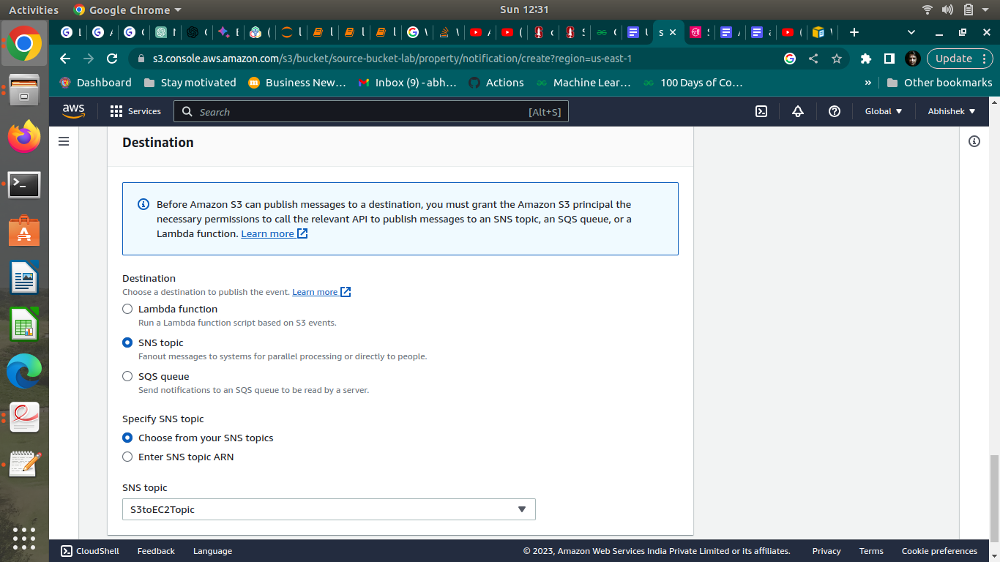 Activities
Google Chrome
Sun 12:31
s3.console.aws.amazon.com/s3/bucket/source-bucket-lab/property/notification/create?region=us-east-1
Update
Dashboard
Stay motivated
Business New…
Inbox (9) - abh…
Actions
Machine Lear…
100 Days of Co…
»
Other bookmarks
aws
Services
Search
[Alt+S]
Global
Abhishek
Destination
Before Amazon S3 can publish messages to a destination, you must grant the Amazon S3 principal the
necessary permissions to call the relevant API to publish messages to an SNS topic, an SQS queue, or a
Lambda function. Learn more
Destination
Choose a destination to publish the event. Learn more
Lambda function
Run a Lambda function script based on S3 events.
SNS topic
Fanout messages to systems for parallel processing or directly to people.
SQS queue
Send notifications to an SQS queue to be read by a server.
Specify SNS topic
Choose from your SNS topics
Enter SNS topic ARN
SNS topic
S3toEC2Topic
CloudShell
Feedback
Language
© 2023, Amazon Web Services India Private Limited or its affiliates.
Privacy
Terms
Cookie preferences